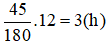 45/180 .12 = 3(h)